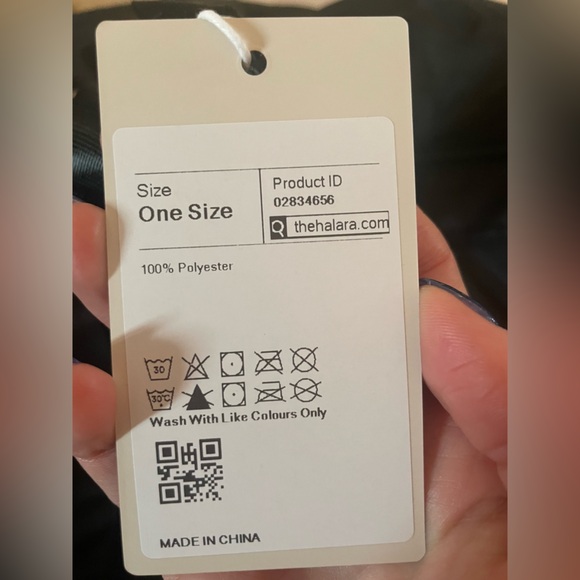 Size
One Size
Product ID
02834656
thehalara.com
100% Polyester
30
30°C
Wash With Like Colours Only
MADE IN CHINA